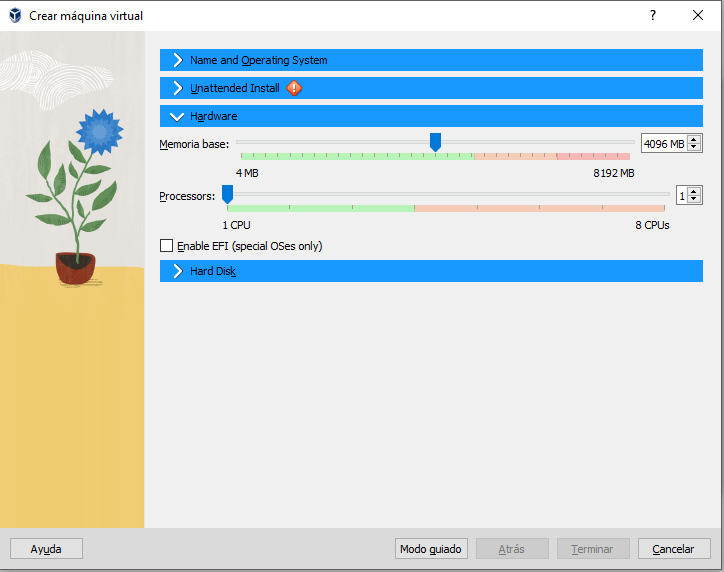 Crear máquina virtual
?
Name and Operating System
Unattended Install
Hardware
Memoria base:
4096 MB
4 MB
8192 MB
Processors:
1
1 CPU
8 CPUs
Enable EFI (special OSes only)
Hard Disk
Ayuda
Modo guiado
Atrás
Terminar
Cancelar